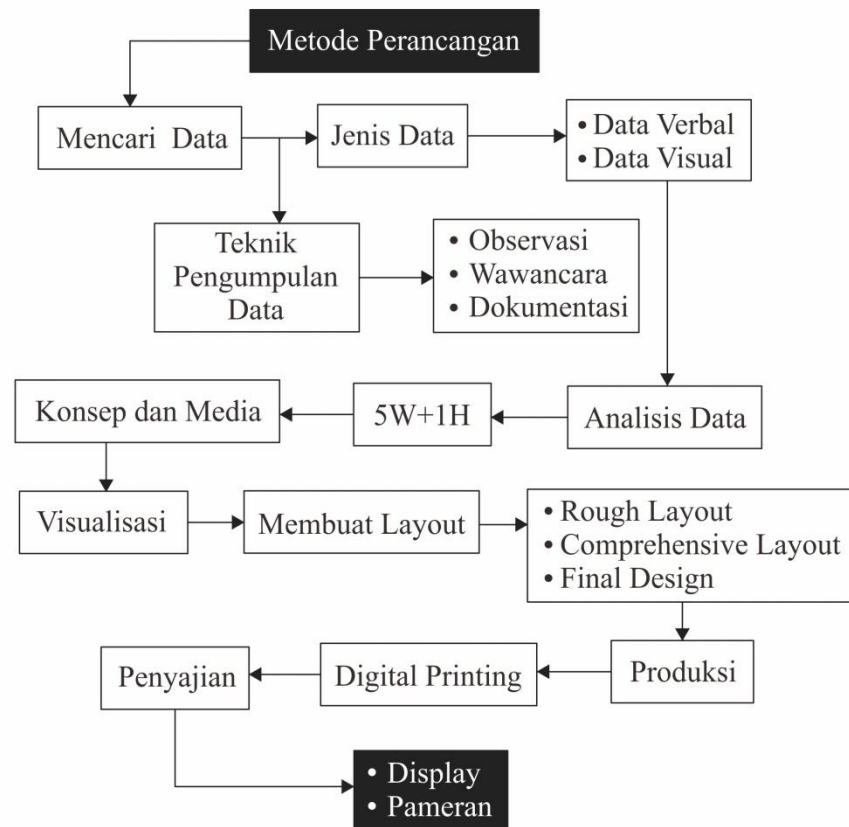 Metode Perancangan
Mencari Data
Jenis Data
• Data Verbal
• Data Visual
Teknik
Pengumpulan
Data
• Observasi
• Wawancara
• Dokumentasi
Analisis Data
5W+1H
Konsep dan Media
Visualisasi
Membuat Layout
• Rough Layout
• Comprehensive Layout
• Final Design
Produksi
Digital Printing
Penyajian
• Display
• Pameran